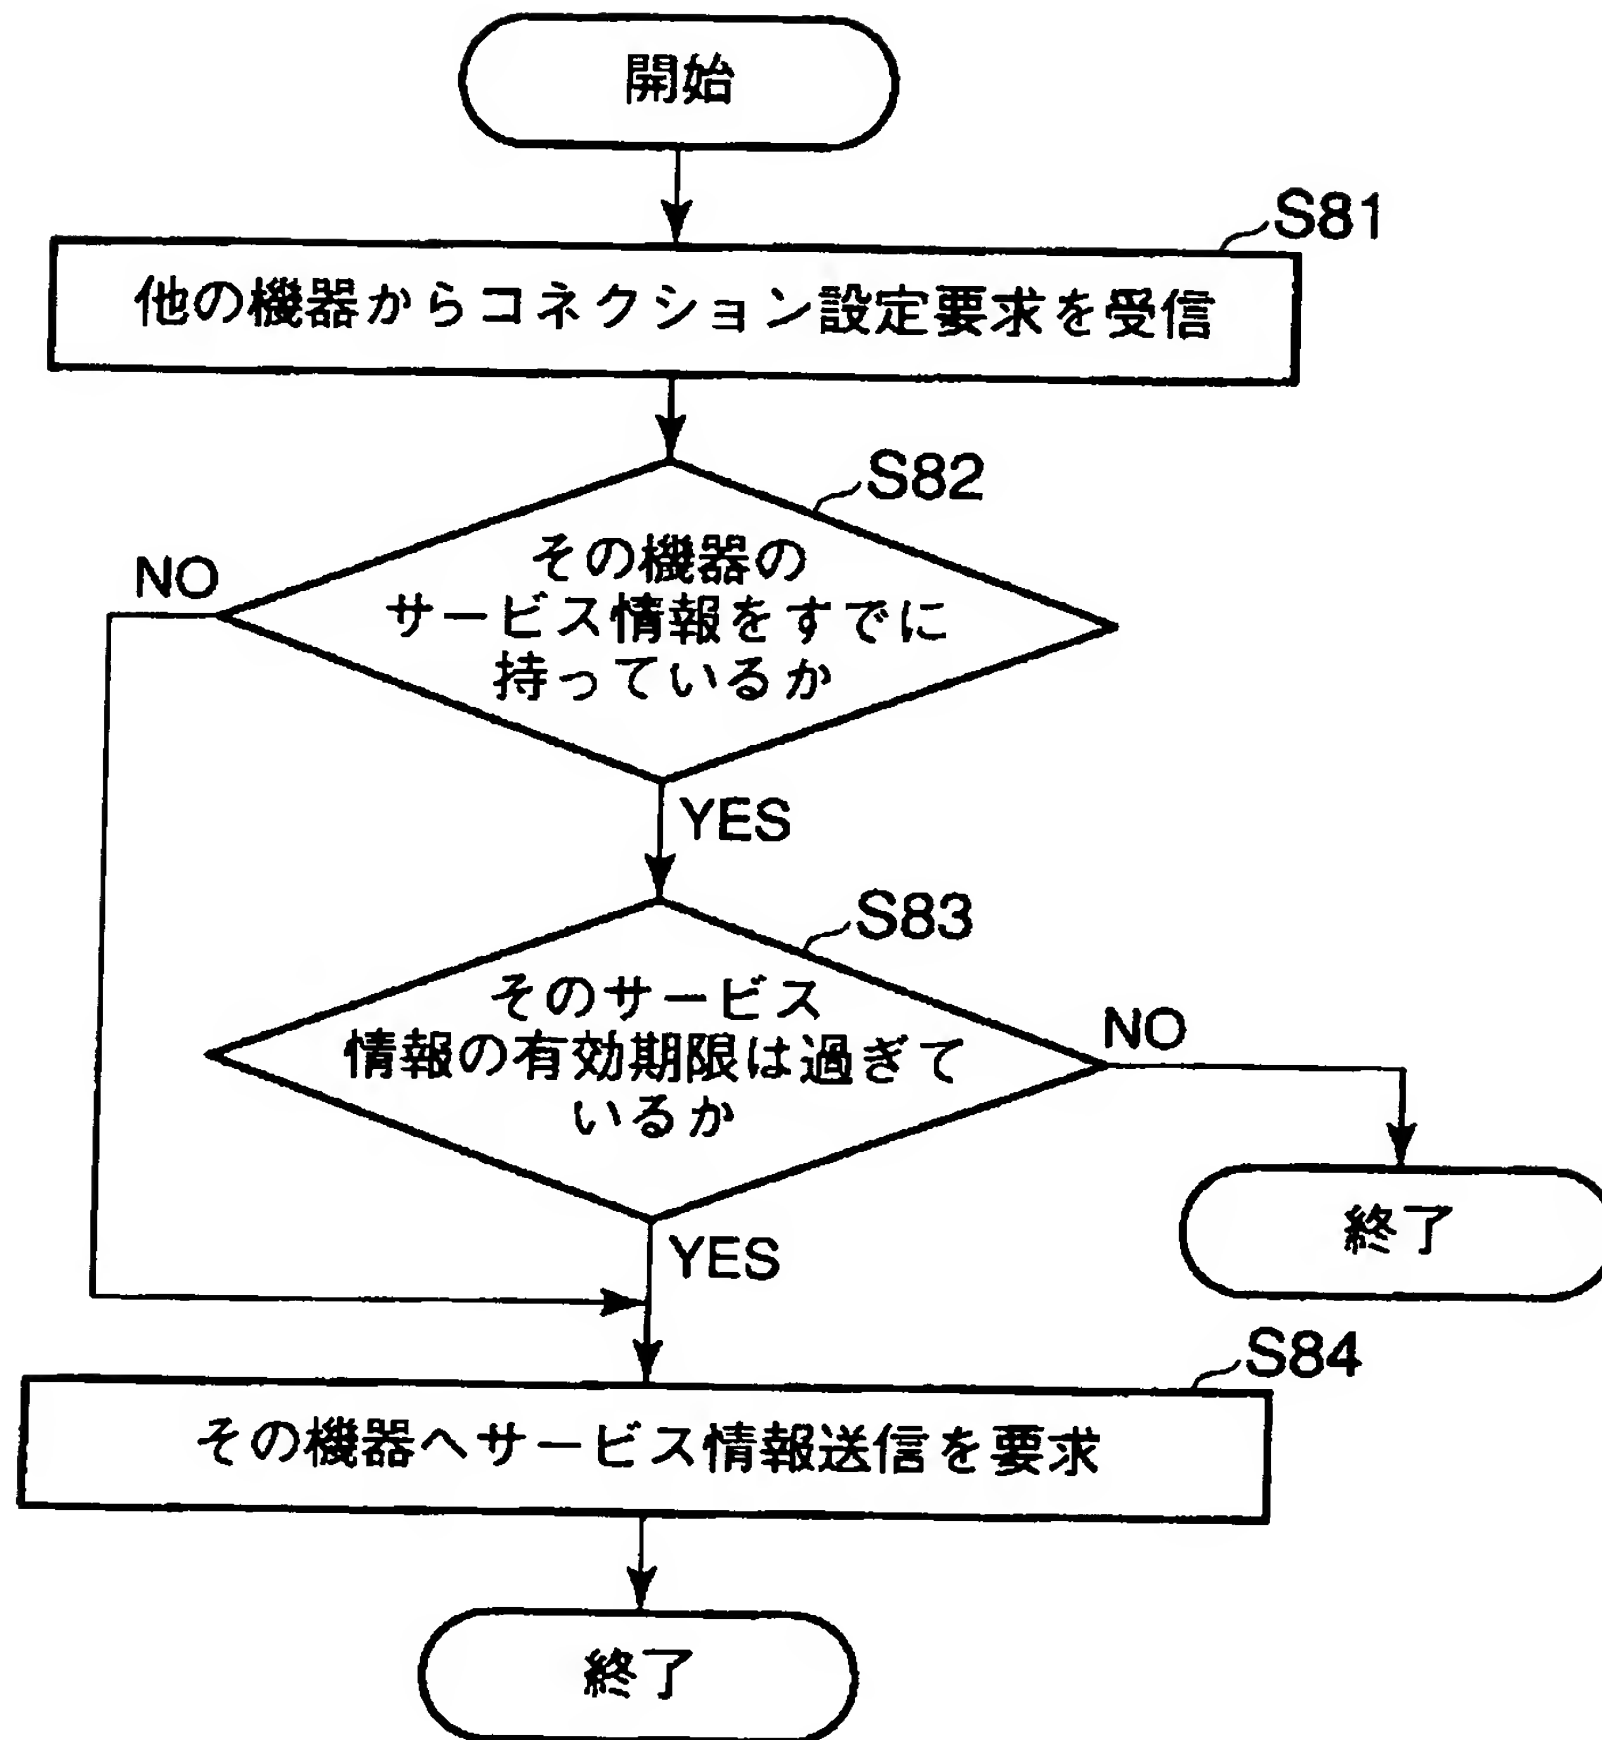 開始
S81
他の機器からコネクション設定要求を受信
S82
NO
その機器の
サービス情報をすでに
持っているか
YES
S83
そのサービス
情報の有効期限は過ぎて
いるか
NO
終了
YES
S84
その機器へサービス情報送信を要求
終了